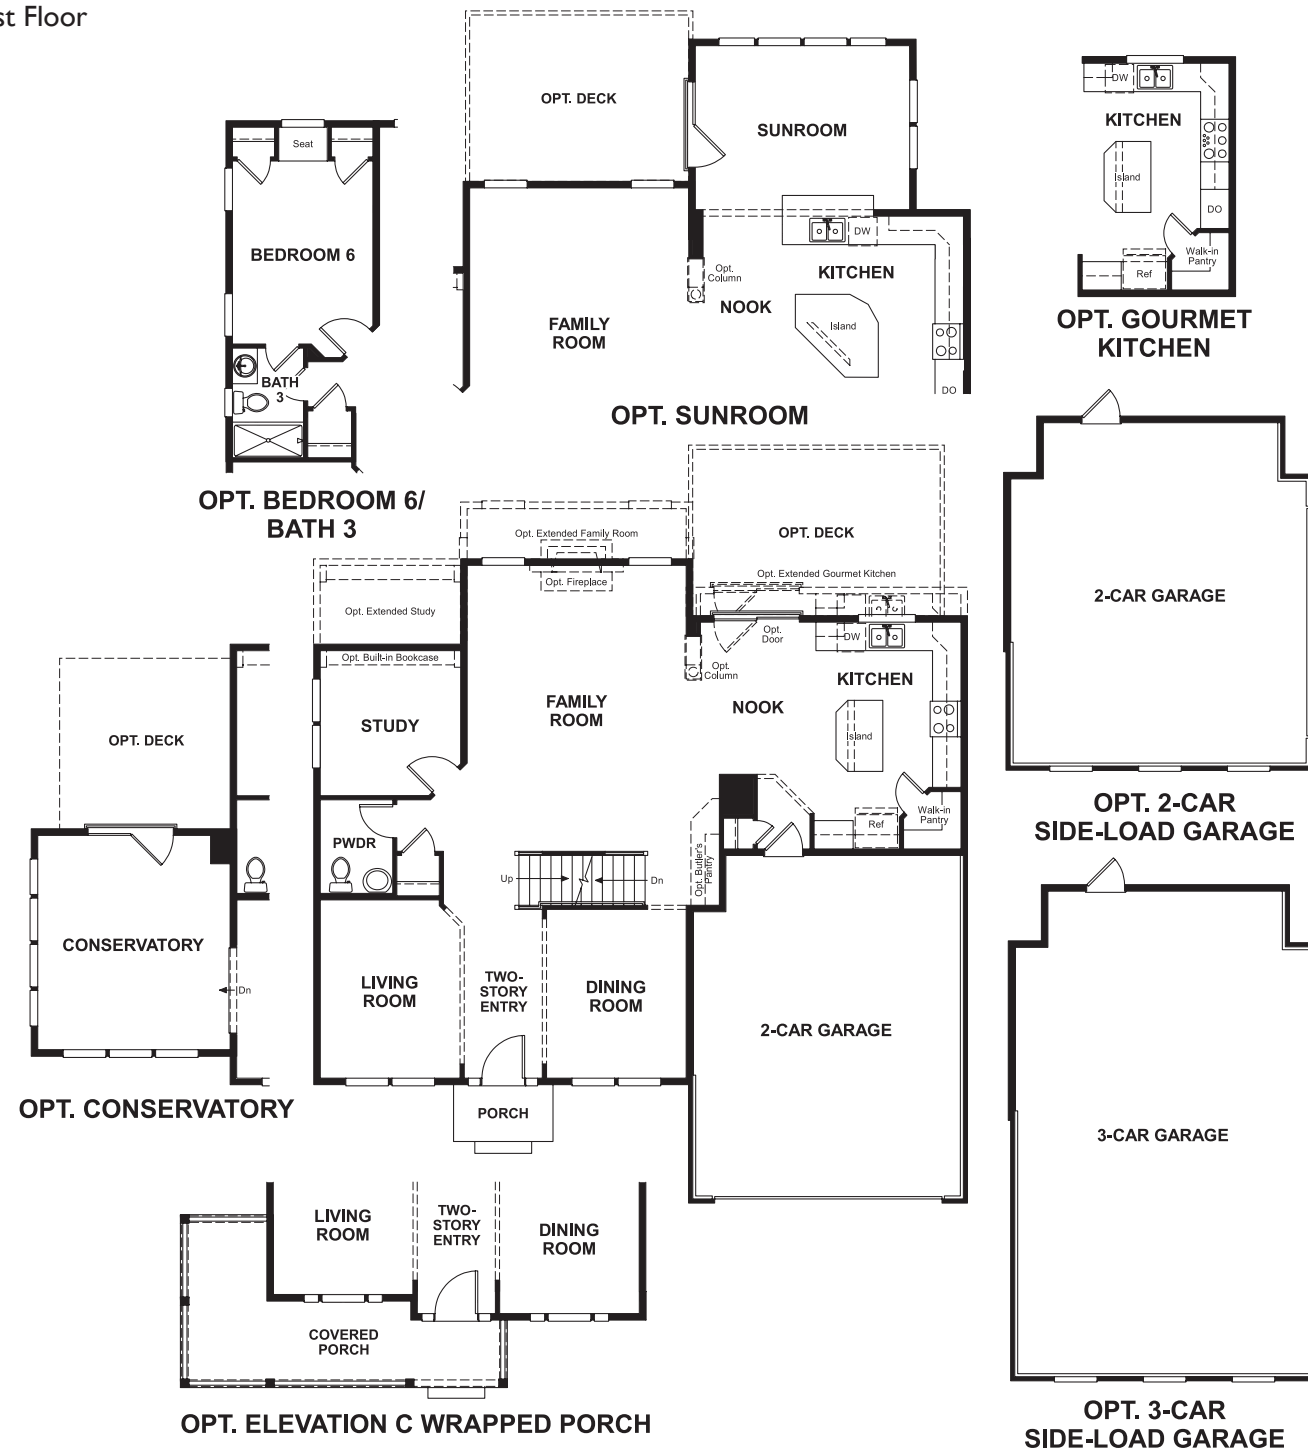 st Floor
OPT. DECK
SUNROOM
DW
KITCHEN
Island
DO
Walk-in
Pantry
Ref
OPT. GOURMET
KITCHEN
Seat
BEDROOM 6
BATH
3
OPT. BEDROOM 6/
BATH 3
DW
Opt.
Column
KITCHEN
NOOK
FAMILY
ROOM
Island
DO
OPT. SUNROOM
2-CAR GARAGE
OPT. 2-CAR
SIDE-LOAD GARAGE
Opt. Extended Family Room
OPT. DECK
Opt. Fireplace
Opt. Extended Gourmet Kitchen
Opt. Extended Study
Opt.
Door
DW
Opt. Built-in Bookcase
Opt.
Column
KITCHEN
STUDY
FAMILY
ROOM
NOOK
Island
Walk-in
Pantry
Ref
PWDR
Opt. Butler's
Pantry
Up
Dn
LIVING
ROOM
TWO-
STORY
ENTRY
DINING
ROOM
2-CAR GARAGE
PORCH
OPT. DECK
CONSERVATORY
Dn
OPT. CONSERVATORY
3-CAR GARAGE
OPT. 3-CAR
SIDE-LOAD GARAGE
LIVING
ROOM
TWO-
STORY
ENTRY
DINING
ROOM
COVERED
PORCH
OPT. ELEVATION C WRAPPED PORCH